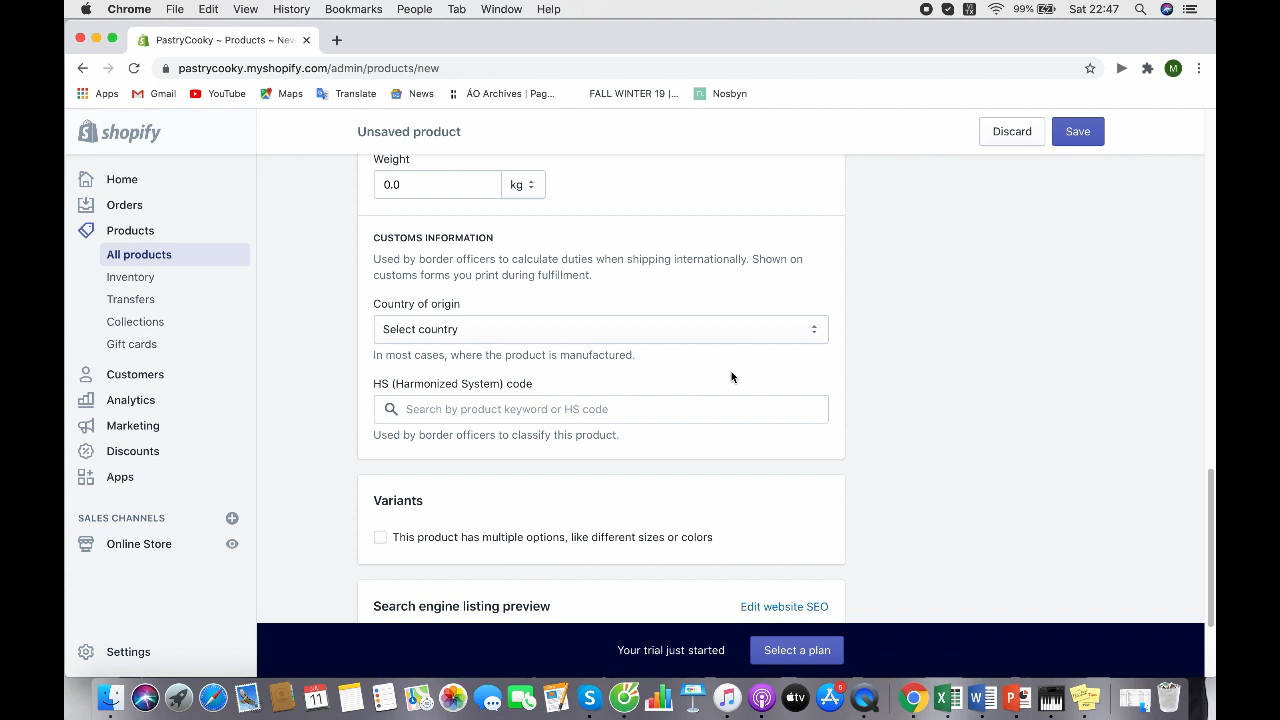 Chrome File Edit View History Bookmarks People Tab Window Help 99% Sat 22:47
PastryCooky ~ Products ~ Nev
pastrycooky.myshopify.com/admin/products/new M
Apps Gmail YouTube Maps Translate News ÁO Archives | Pag... FALL WINTER 19 |... Nosbyn
shopify
Unsaved product
Discard Save
Home
Orders
Products
All products
Inventory
Transfers
Collections
Gift cards
Customers
Analytics
Marketing
Discounts
Apps
SALES CHANNELS
Online Store
Settings
Weight
0.0 kg
CUSTOMS INFORMATION
Used by border officers to calculate duties when shipping internationally. Shown on
customs forms you print during fulfillment.
Country of origin
Select country
In most cases, where the product is manufactured.
HS (Harmonized System) code
Search by product keyword or HS code
Used by border officers to classify this product.
Variants
This product has multiple options, like different sizes or colors
Search engine listing preview
Edit website SEO
Your trial just started Select a plan